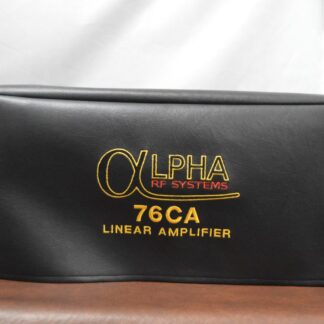 αLPHA
RF SYSTEMS
76CA
LINEAR AMPLIFIER